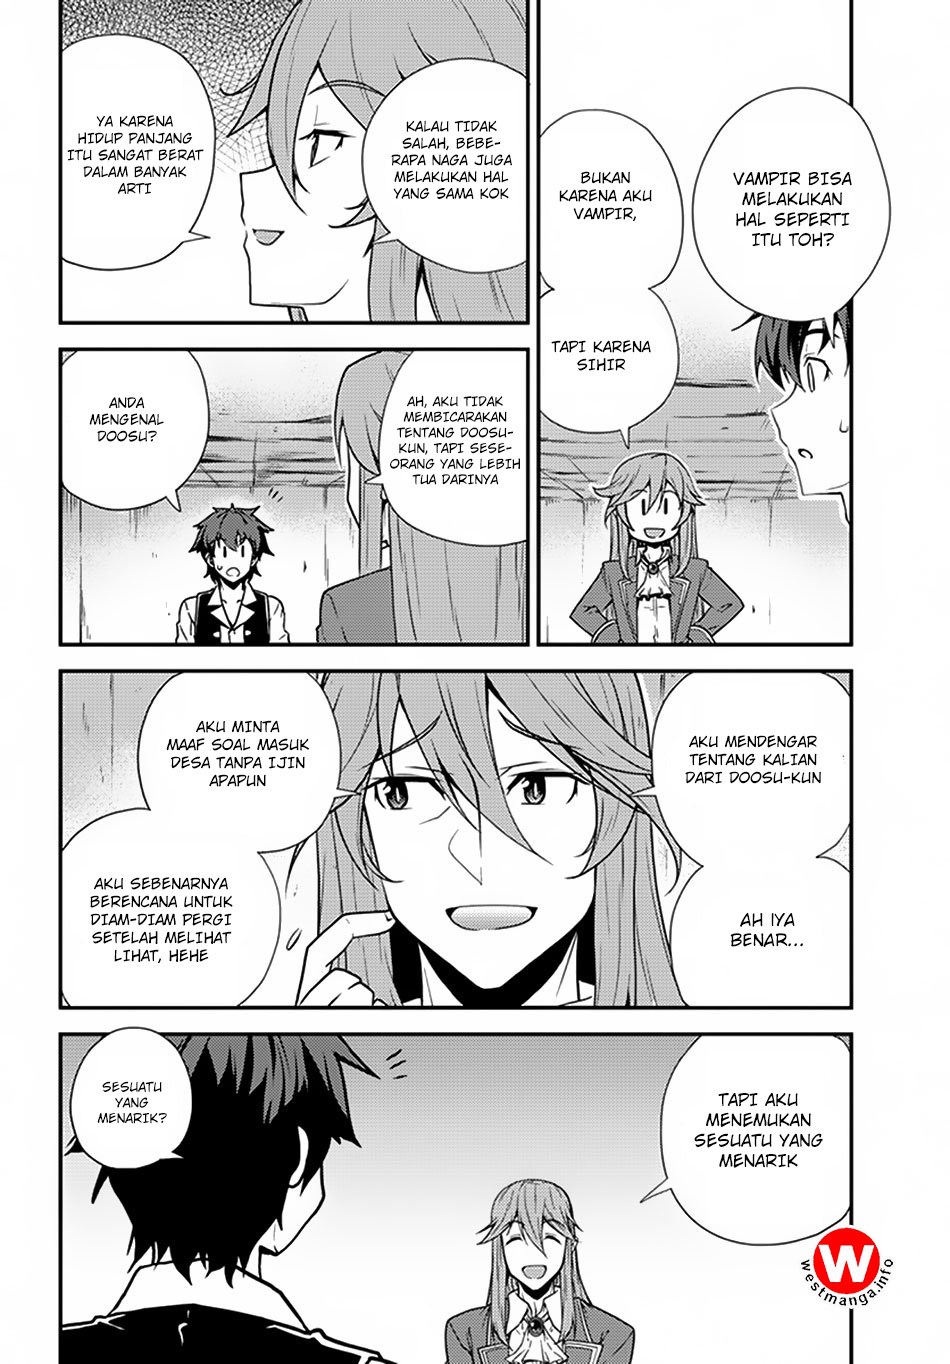 VAMPIR BISA
MELAKUKAN
HAL SEPERTI
ITU TOH?
BUKAN
KARENA AKU
VAMPIR,
TAPI KARENA
SIHIR
KALAU TIDAK
SALAH, BEBE-
RAPA NAGA JUGA
MELAKUKAN HAL
YANG SAMA KOK
YA KARENA
HIDUP PANJANG
ITU SANGAT BERAT
DALAM BANYAK
ARTI
AH, AKU TIDAK
MEMBICARAKAN
TENTANG DOOSU-
KUN, TAPI SESE-
ORANG YANG LEBIH
TUA DARINYA
ANDA
MENGENAL
DOOSU?
AKU MENDENGAR
TENTANG KALIAN
DARI DOOSU-KUN
AH IYA
BENAR...
AKU MINTA
MAAF SOAL MASUK
DESA TANPA IJIN
APAPUN
AKU SEBENARNYA
BERENCANA UNTUK
DIAM-DIAM PERGI
SETELAH MELIHAT
LIHAT, HEHE
TAPI AKU
MENEMUKAN
SESUATU YANG
MENARIK
SESUATU
YANG
MENARIK?
W
westmanga.info